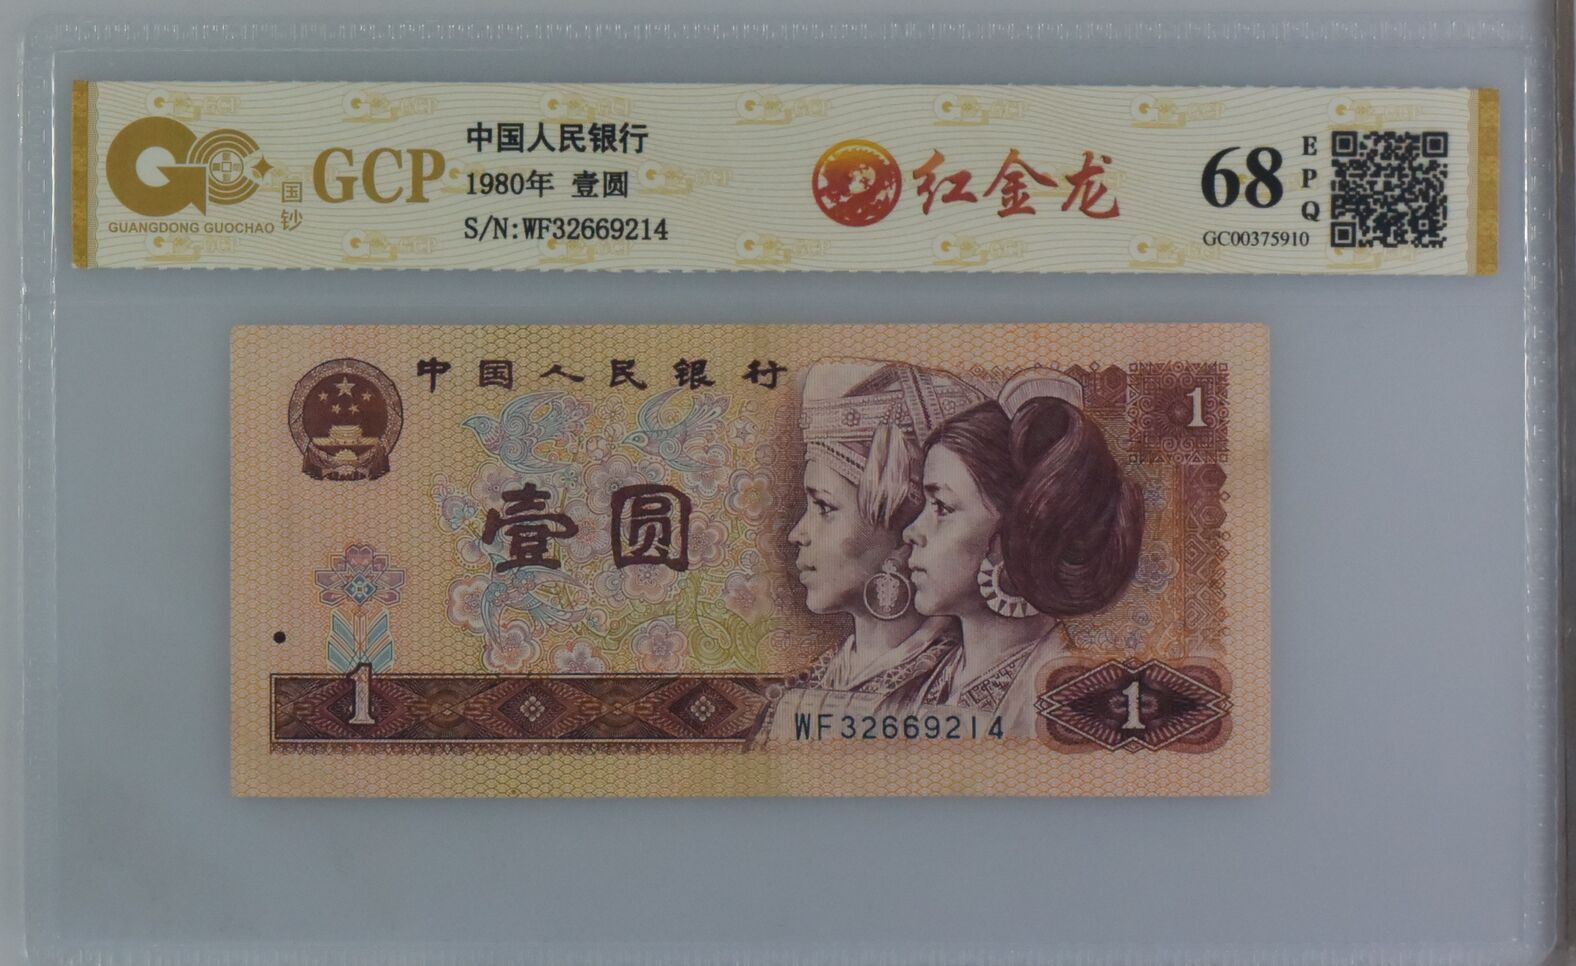 GCP
国钞
GUANGDONG GUOCHAO
中国人民银行
1980年 壹圆
S/N:WF32669214
红金龙
68
EPQ
GC00375910
中国人民银行
1
壹圆
1
WF32669214
1